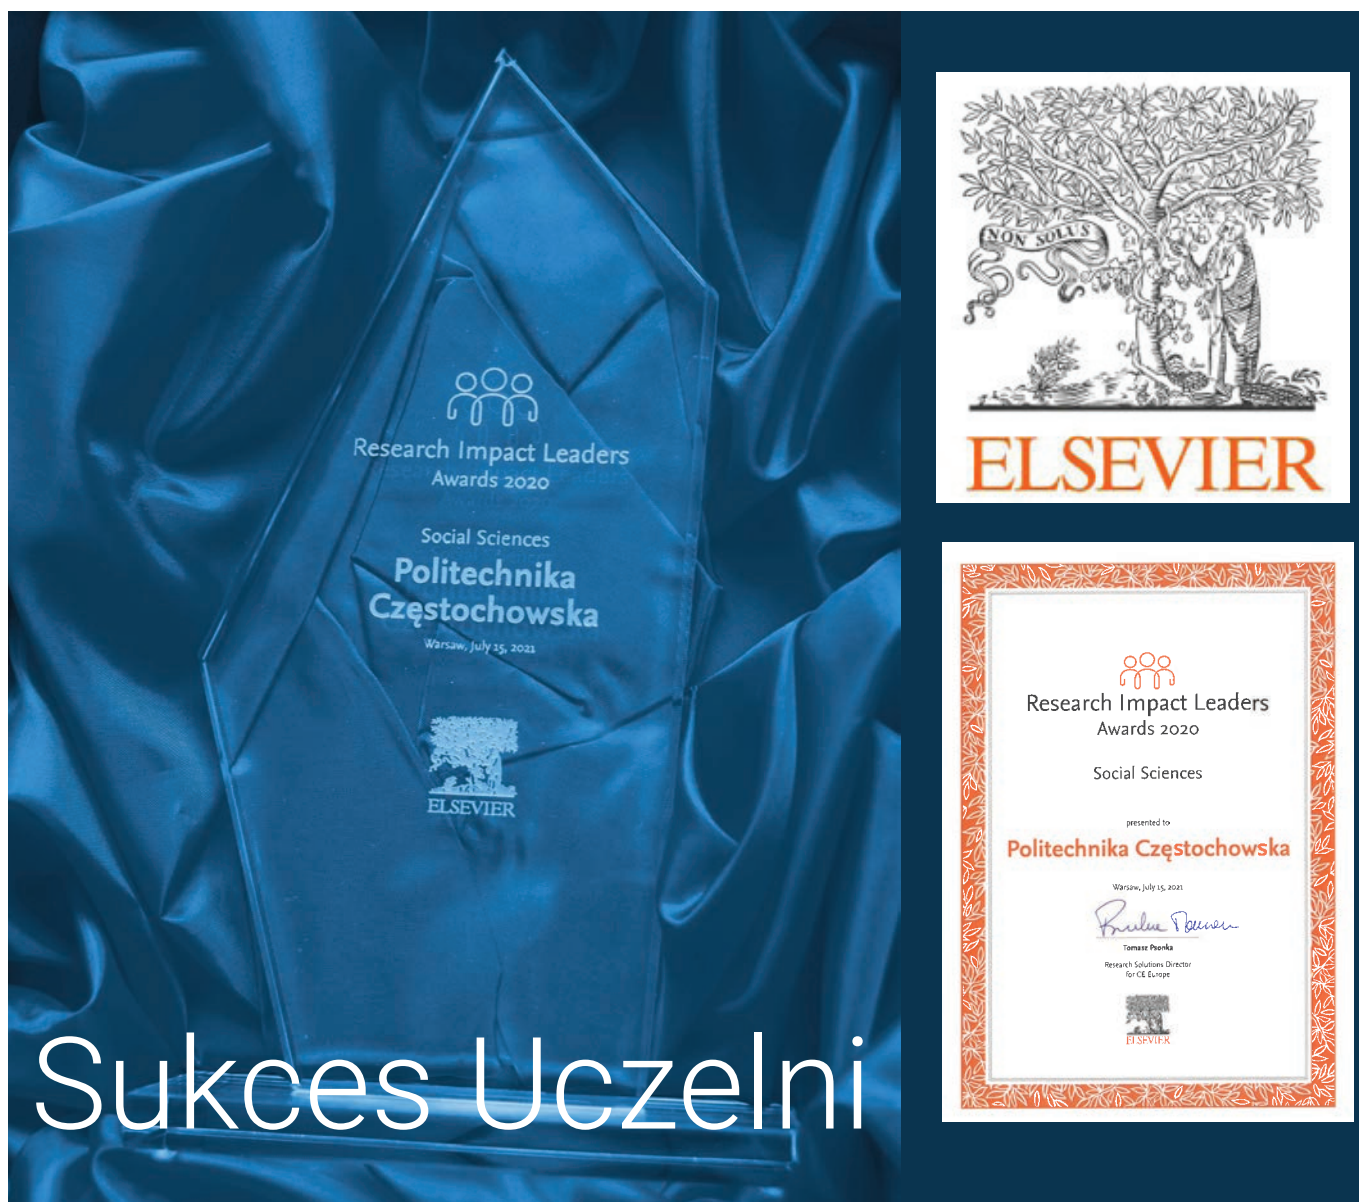 Research Impact Leaders
Awards 2020
Social Sciences
Politechnika
Częstochowska
Warsaw, July 15, 2021
ELSEVIER
Sukces Uczelni
NON SOLUS
ELSEVIER
Research Impact Leaders
Awards 2020
Social Sciences
presented to
Politechnika Częstochowska
Warsaw, July 15, 2021
Tomasz Psonka
Research Solutions Director
for CE Europe
ELSEVIER